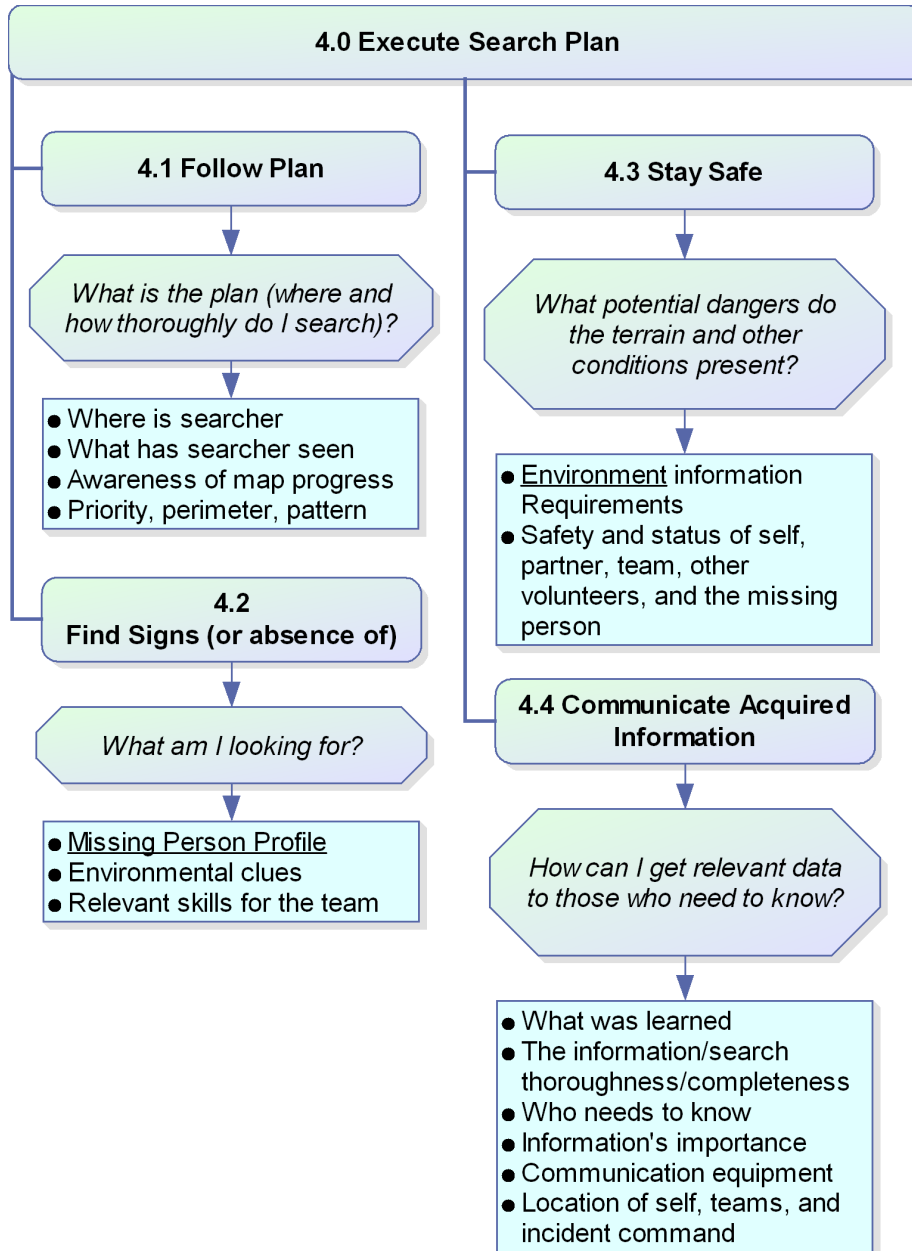 4.0 Execute Search Plan
4.1 Follow Plan
What is the plan (where and
how thoroughly do I search)?
● Where is searcher
● What has searcher seen
● Awareness of map progress
● Priority, perimeter, pattern
4.2
Find Signs (or absence of)
What am I looking for?
● Missing Person Profile
● Environmental clues
● Relevant skills for the team
4.3 Stay Safe
What potential dangers do
the terrain and other
conditions present?
● Environment information
Requirements
● Safety and status of self,
partner, team, other
volunteers, and the missing
person
4.4 Communicate Acquired
Information
How can I get relevant data
to those who need to know?
● What was learned
● The information/search
thoroughness/completeness
● Who needs to know
● Information's importance
● Communication equipment
● Location of self, teams, and
incident command